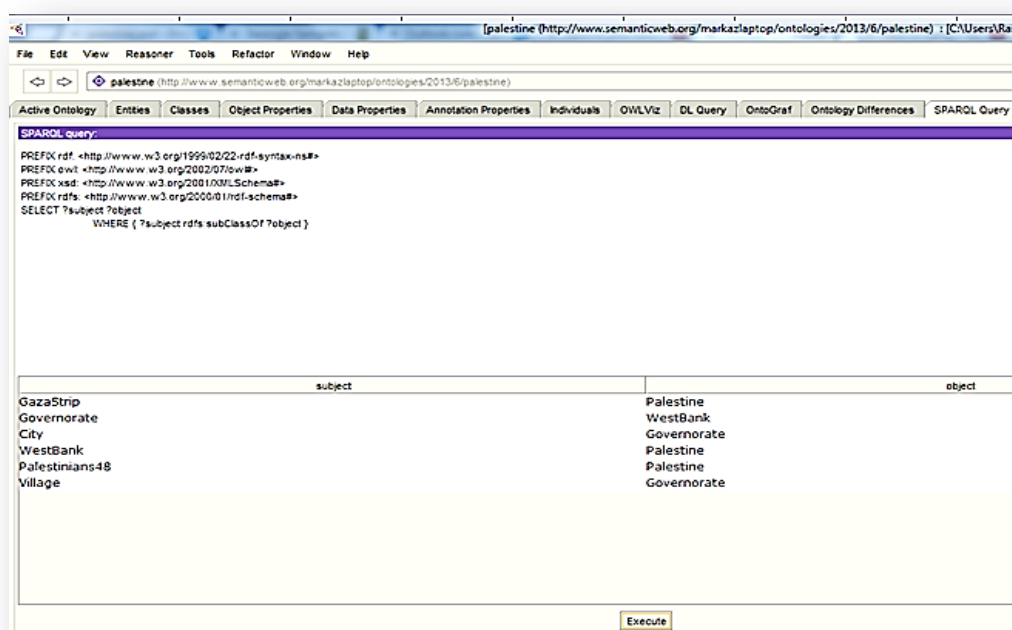 [palestine (http://www.semanticweb.org/markazlaptop/ontologies/2013/6/palestine) : [C:\Users\Ra
File Edit View Reasoner Tools Refactor Window Help
palestine (http://www.semanticweb.org/markazlaptop/ontologies/2013/6/palestine)
Active Ontology Entities Classes Object Properties Data Properties Annotation Properties Individuals OWLViz DL Query OntoGraf Ontology Differences SPARQL Query
SPARQL query:
PREFIX rdf: <http://www.w3.org/1999/02/22-rdf-syntax-ns#>
PREFIX owl: <http://www.w3.org/2002/07/owl#>
PREFIX xsd: <http://www.w3.org/2001/XMLSchema#>
PREFIX rdfs: <http://www.w3.org/2000/01/rdf-schema#>
SELECT ?subject ?object
WHERE { ?subject rdfs:subClassOf ?object }
subject object
GazaStrip Palestine
Governorate WestBank
City Governorate
WestBank Palestine
Palestinians48 Palestine
Village Governorate
Execute